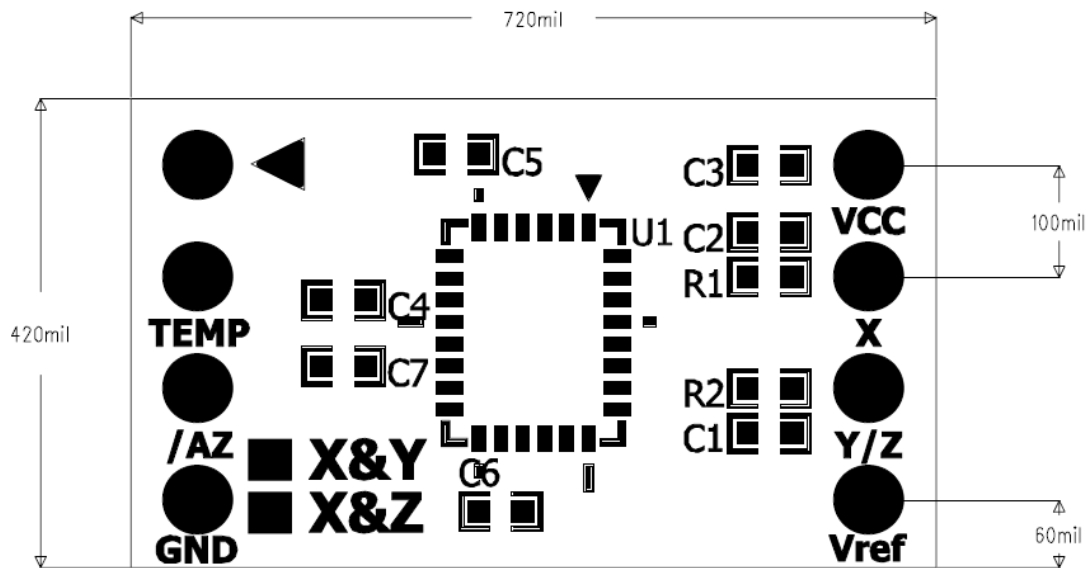 720mil
C5
C3
VCC
100mil
U1
C2
R1
C4
TEMP
X
420mil
C7
R2
/AZ
X&Y
C1
Y/Z
C6
X&Z
GND
Vref
60mil